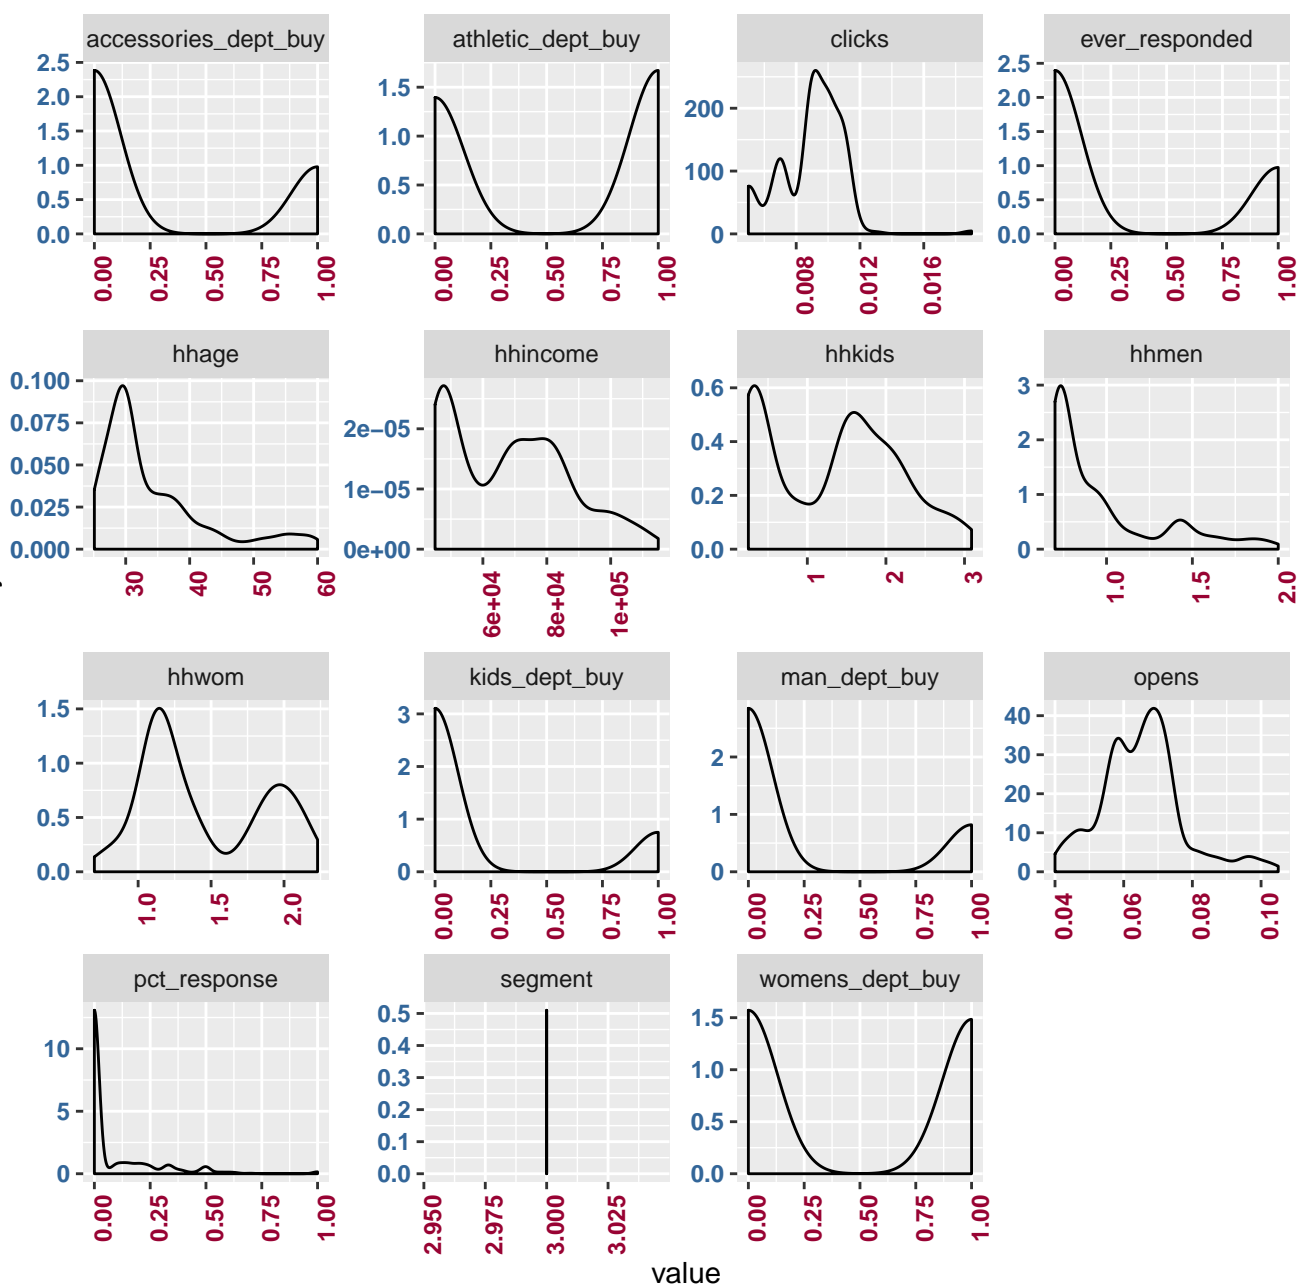 accessories_dept_buy athletic_dept_buy clicks ever_responded
2.5 2.0 1.5 1.0 0.5 0.0
0.00 0.25 0.50 0.75 1.00
1.5 1.0 0.5 0.0
0.00 0.25 0.50 0.75 1.00
200 100 0
0.008 0.012 0.016
2.5 2.0 1.5 1.0 0.5 0.0
0.00 0.25 0.50 0.75 1.00
hhage hhincome hhkids hhmen
0.100 0.075 0.050 0.025 0.000
30 40 50 60
2e−05 1e−05 0e+00
6e+04 8e+04 1e+05
0.6 0.4 0.2 0.0
1 2 3
3 2 1 0
1.0 1.5 2.0
hhwom kids_dept_buy man_dept_buy opens
1.5 1.0 0.5 0.0
1.0 1.5 2.0
3 2 1 0
0.00 0.25 0.50 0.75 1.00
2 1 0
0.00 0.25 0.50 0.75 1.00
40 30 20 10 0
0.04 0.06 0.08 0.10
pct_response segment womens_dept_buy
10 5 0
0.00 0.25 0.50 0.75 1.00
0.5 0.4 0.3 0.2 0.1 0.0
2.950 2.975 3.000 3.025
1.5 1.0 0.5 0.0
0.00 0.25 0.50 0.75 1.00
value